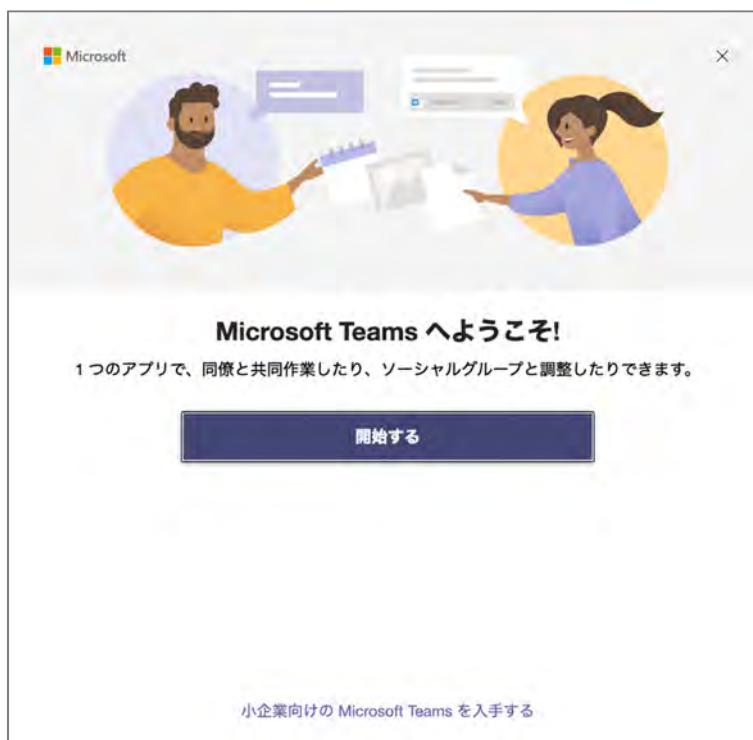 Microsoft
Microsoft Teams へようこそ!
1 つのアプリで、同僚と共同作業したり、ソーシャルグループと調整したりできます。
開始する
小企業向けの Microsoft Teams を入手する